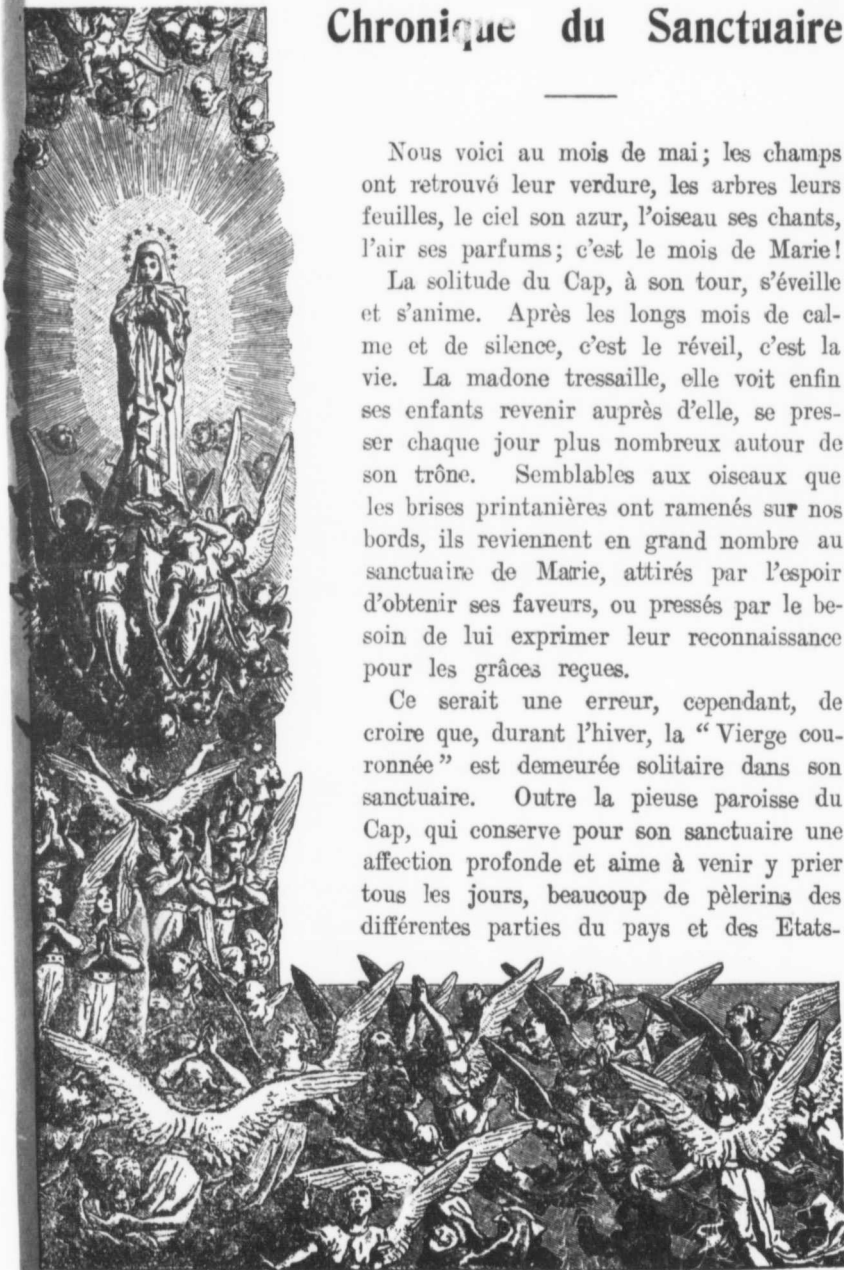 Chronique du Sanctuaire
Nous voici au mois de mai; les champs
ont retrouvé leur verdure, les arbres leurs
feuilles, le ciel son azur, l'oiseau ses chants,
l'air ses parfums; c'est le mois de Marie!
La solitude du Cap, à son tour, s'éveille
et s'anime. Après les longs mois de cal-
me et de silence, c'est le réveil, c'est la
vie. La madone tressaille, elle voit enfin
ses enfants revenir auprès d'elle, se pres-
ser chaque jour plus nombreux autour de
son trône. Semblables aux oiseaux que
les brises printanières ont ramenés sur nos
bords, ils reviennent en grand nombre au
sanctuaire de Marie, attirés par l'espoir
d'obtenir ses faveurs, ou pressés par le be-
soin de lui exprimer leur reconnaissance
pour les grâces reçues.
Ce serait une erreur, cependant, de
croire que, durant l'hiver, la “ Vierge cou-
ronnée ” est demeurée solitaire dans son
sanctuaire. Outre la pieuse paroisse du
Cap, qui conserve pour son sanctuaire une
affection profonde et aime à venir y prier
tous les jours, beaucoup de pèlerins des
différentes parties du pays et des Etats-